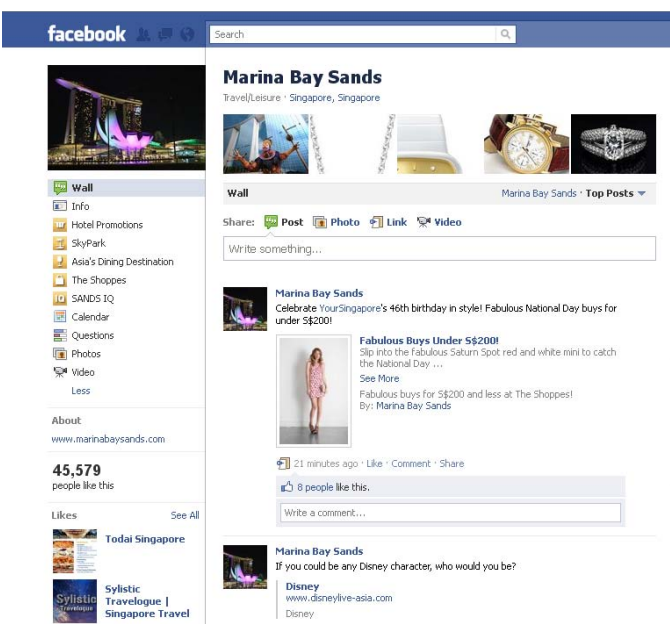 facebook
Search
Marina Bay Sands
Travel/Leisure · Singapore, Singapore
Wall
Info
Hotel Promotions
SkyPark
Asia's Dining Destination
The Shoppes
SANDS IQ
Calendar
Questions
Photos
Video
Less
About
www.marinabaysands.com
45,579
people like this
Likes See All
Todai Singapore
Sylistic
Travelogue
Sylistic
Travelogue |
Singapore Travel
Wall Marina Bay Sands · Top Posts
Share: Post Photo Link Video
Write something...
Marina Bay Sands
Celebrate YourSingapore's 46th birthday in style! Fabulous National Day buys for
under S$200!
Fabulous Buys Under S$200!
Slip into the fabulous Saturn Spot red and white mini to catch
the National Day ...
See More
Fabulous buys for S$200 and less at The Shoppes!
By: Marina Bay Sands
21 minutes ago · Like · Comment · Share
8 people like this.
Write a comment...
Marina Bay Sands
If you could be any Disney character, who would you be?
Disney
www.disneylive-asia.com
Disney